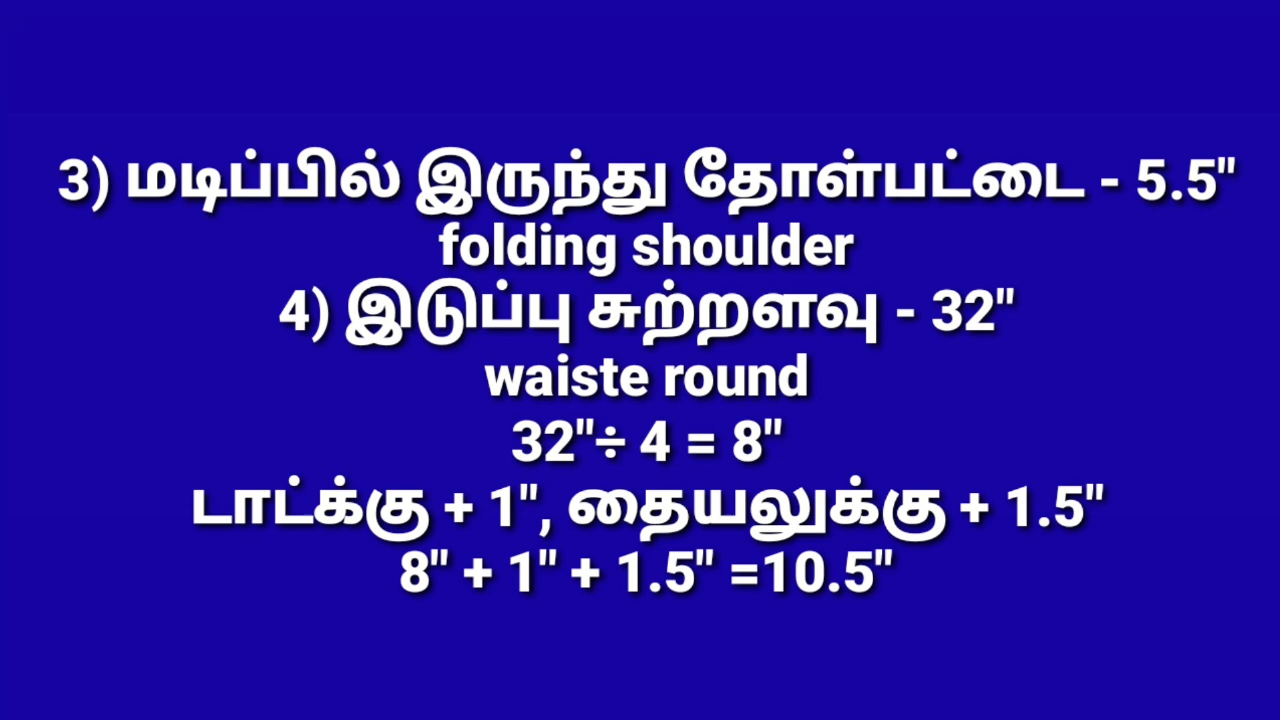 3) மடிப்பில் இருந்து தோள்பட்டை - 5.5"
folding shoulder
4) இடுப்பு சுற்றளவு - 32"
waiste round
32"÷ 4 = 8"
டாட்க்கு + 1", தையலுக்கு + 1.5"
8" + 1" + 1.5" =10.5"